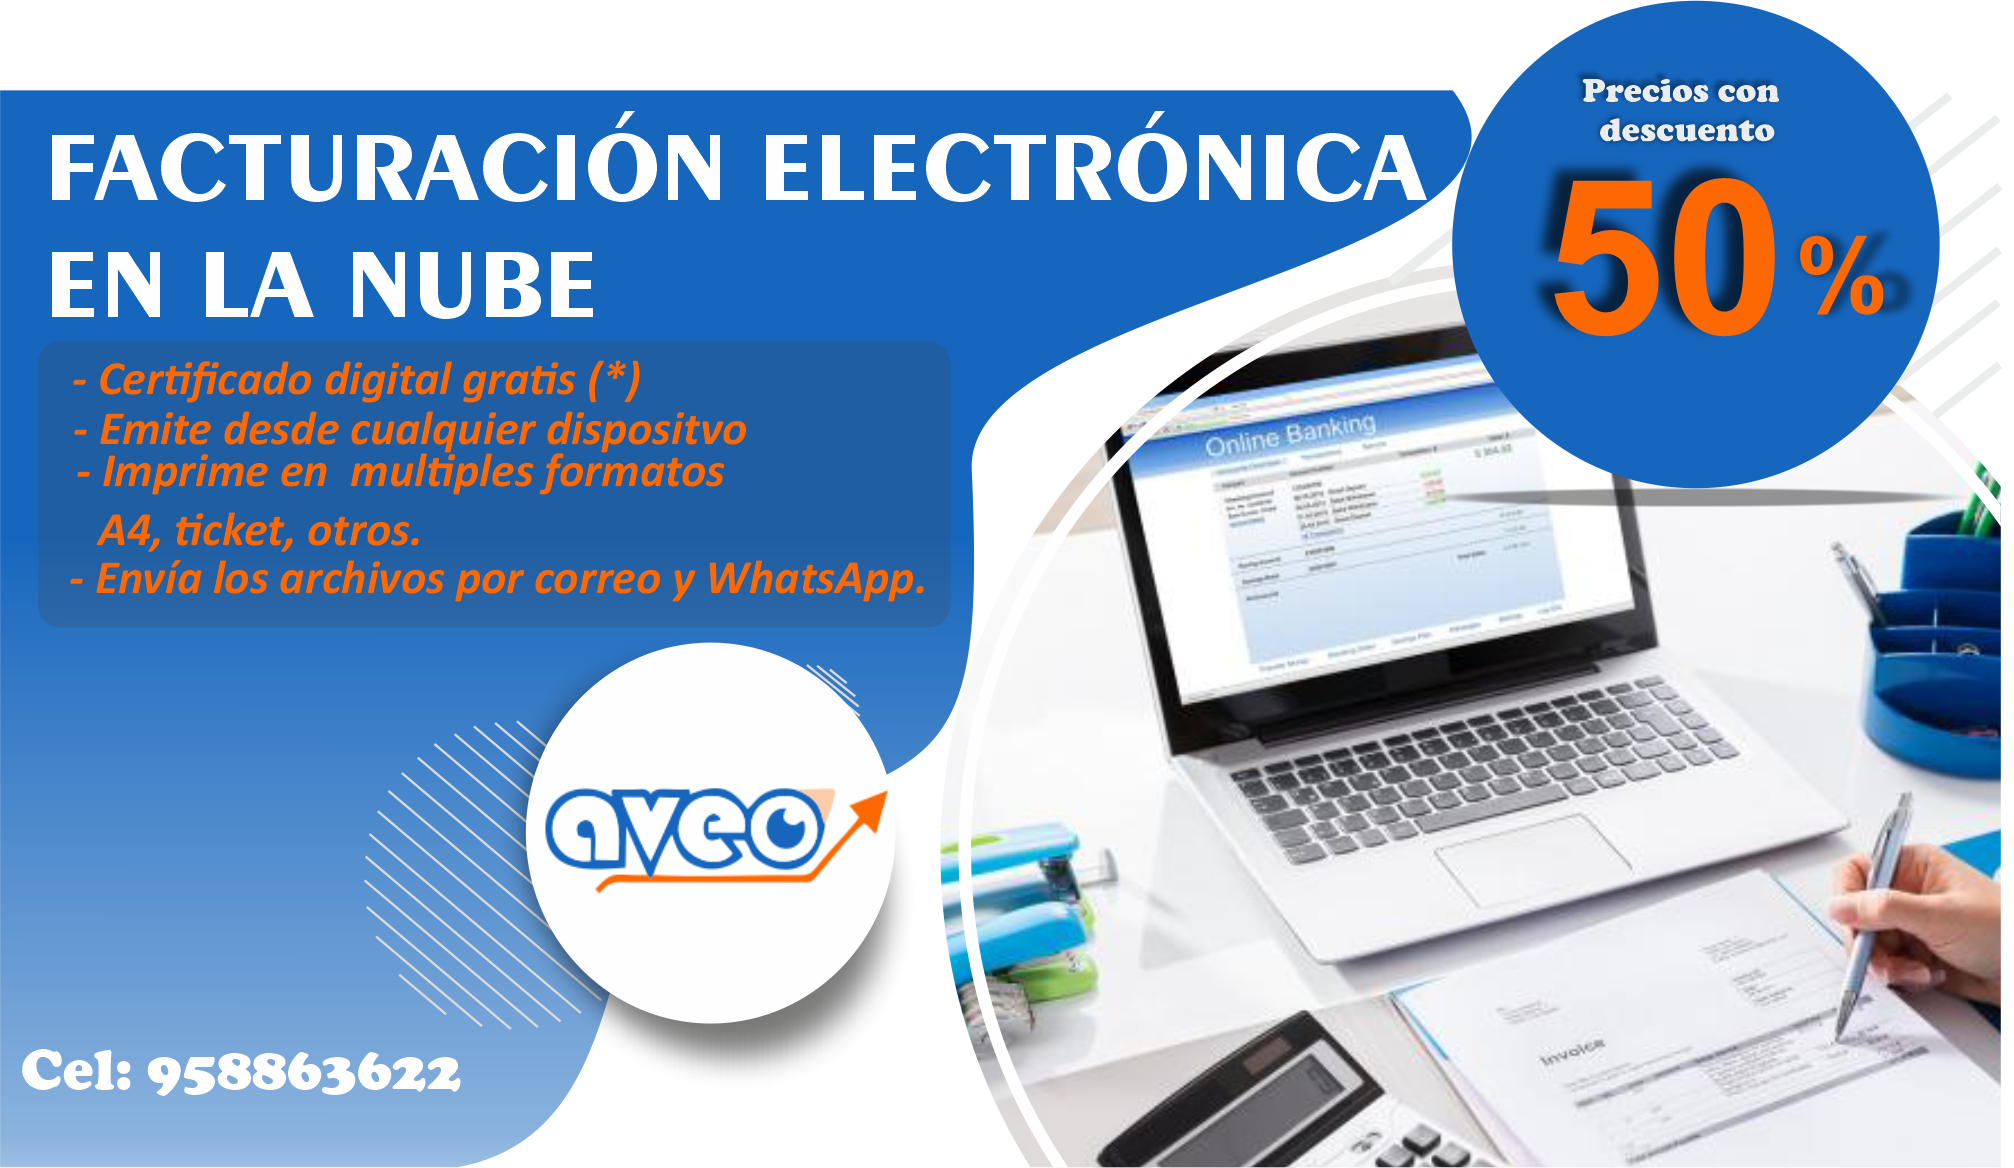 FACTURACIÓN ELECTRÓNICA
EN LA NUBE
Precios con
descuento
50 %
- Certificado digital gratis (*)
- Emite desde cualquier dispositvo
- Imprime en multiples formatos
A4, ticket, otros.
- Envía los archivos por correo y WhatsApp.
Online Banking
aveo
Invoice
Cel: 958863622